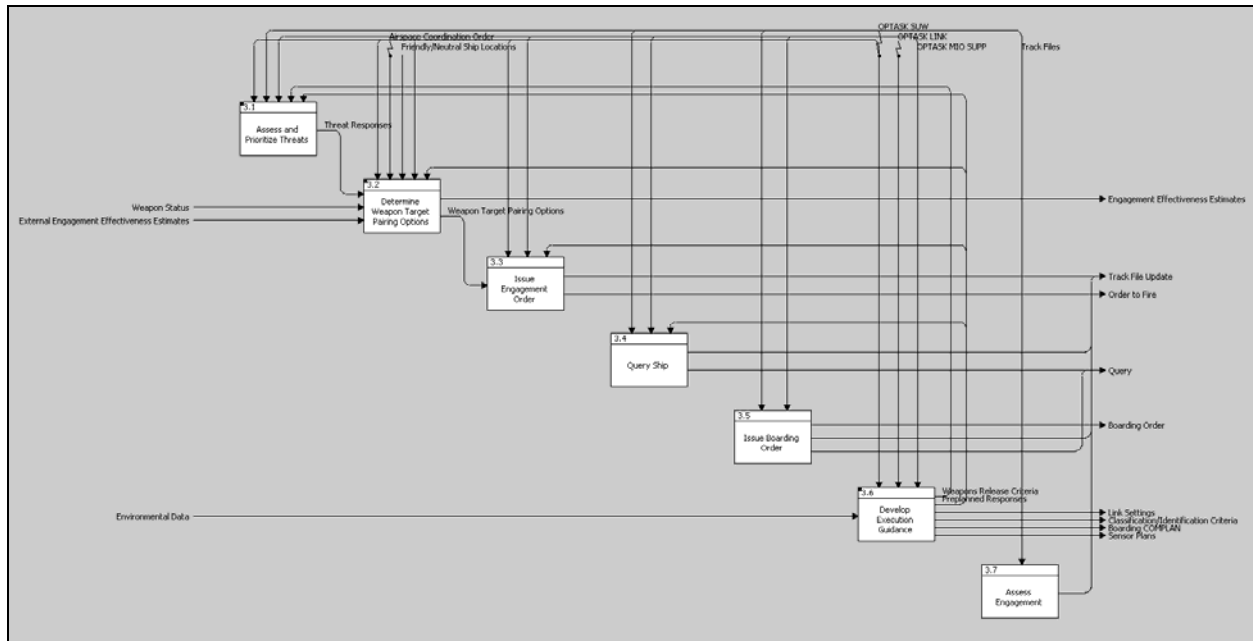 OPTASK SUW
Airspace Coordination Order
OPTASK LINK
Friendly/Neutral Ship Locations
OPTASK MIO SUPP
Track Files
3.1
Assess and
Prioritize Threats
Threat Responses
3.2
Determine
Weapon Target
Pairing Options
Weapon Status
External Engagement Effectiveness Estimates
Weapon Target Pairing Options
Engagement Effectiveness Estimates
3.3
Issue
Engagement
Order
Track File Update
Order to Fire
3.4
Query Ship
Query
3.5
Issue Boarding
Order
Boarding Order
3.6
Develop
Execution
Guidance
Environmental Data
Weapons Release Criteria
Preplanned Responses
Link Settings
Classification/Identification Criteria
Boarding COMPLAN
Sensor Plans
3.7
Assess
Engagement